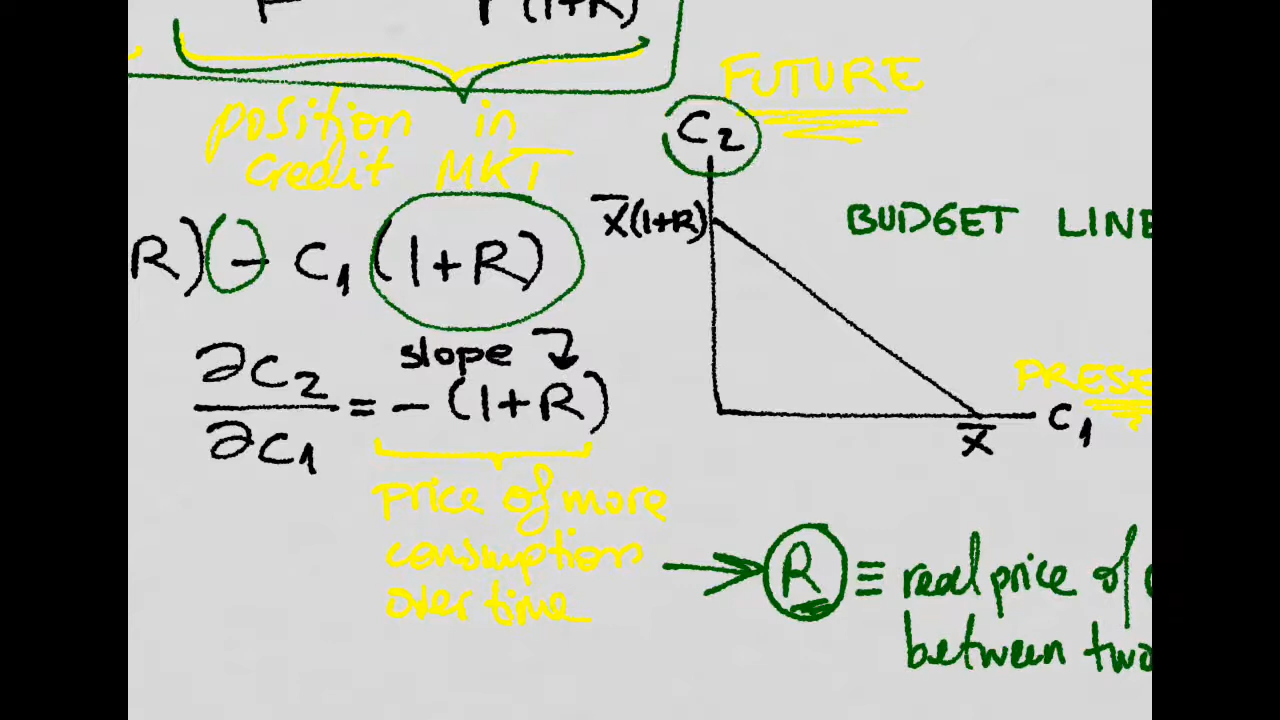 (1+R)
position in
credit MKT
R) - C₁ (1+R)
slope
∂C₂/∂C₁ = -(1+R)
price of more
consumption
over time
FUTURE
C₂
x̄(1+R)
BUDGET LINE
PRESE
C₁
x̄
R ≡ real price of
between two